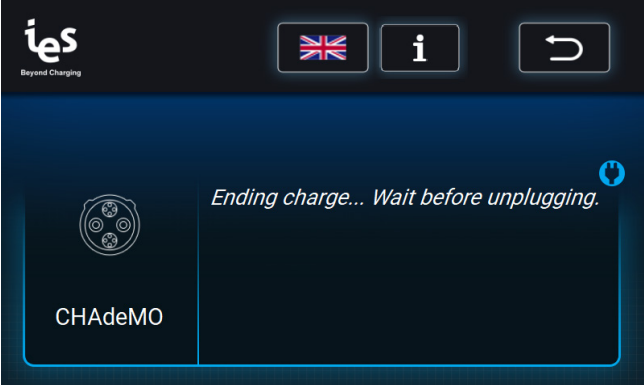 ies
Beyond Charging
i
Ending charge... Wait before unplugging.
CHAdeMO